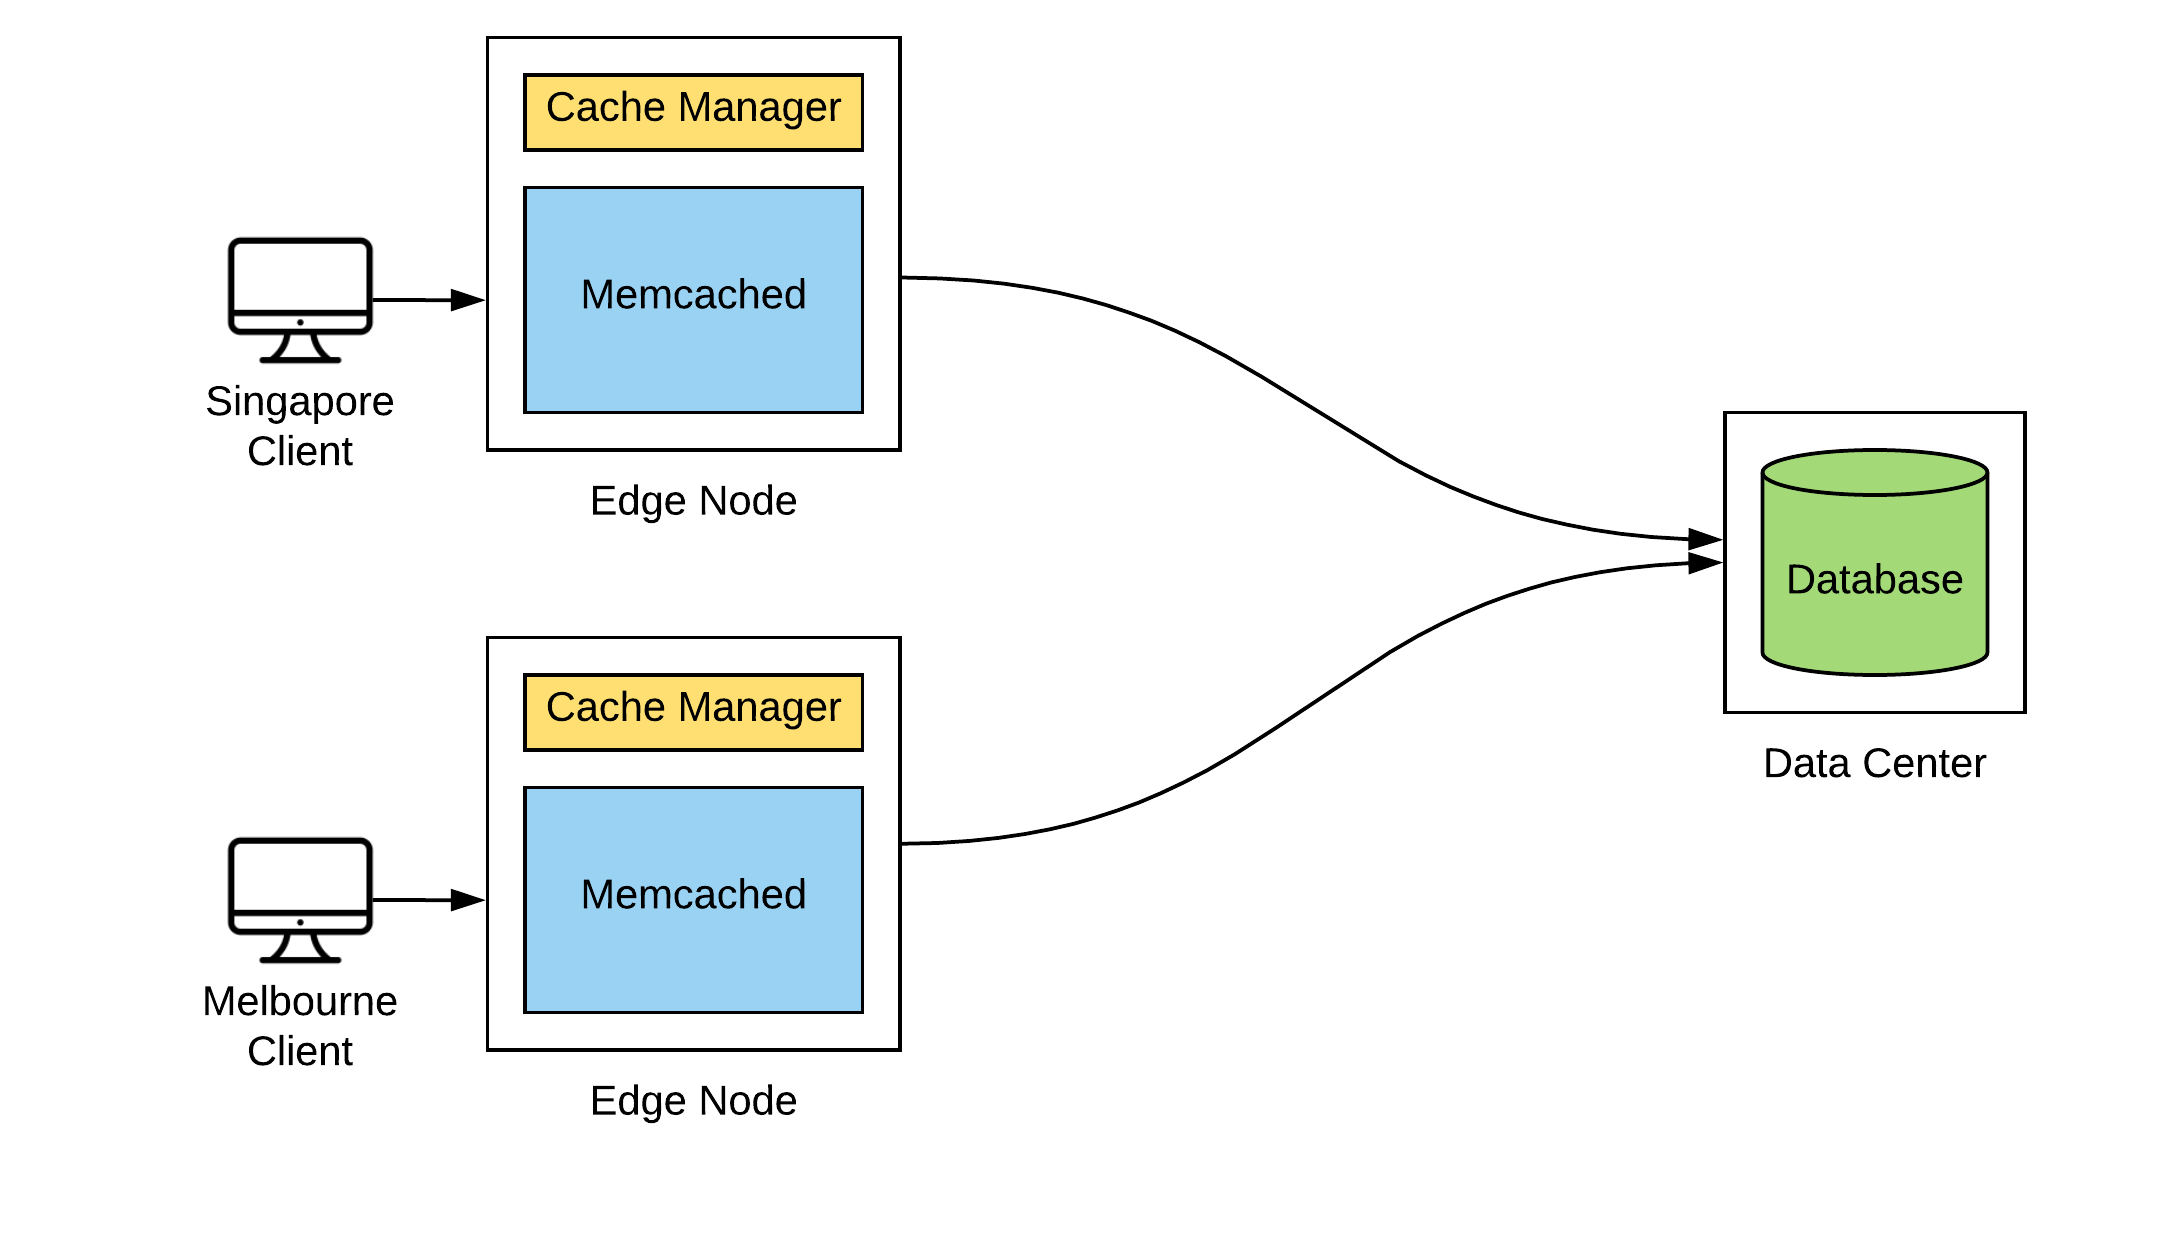 Cache Manager
Memcached
Singapore
Client
Edge Node
Database
Data Center
Cache Manager
Memcached
Melbourne
Client
Edge Node